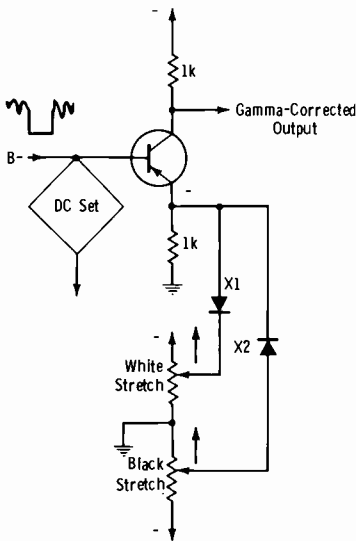 -
1k
Gamma-Corrected
Output
B-
DC Set
-
1k
X1
X2
-
White
Stretch
Black
Stretch
-